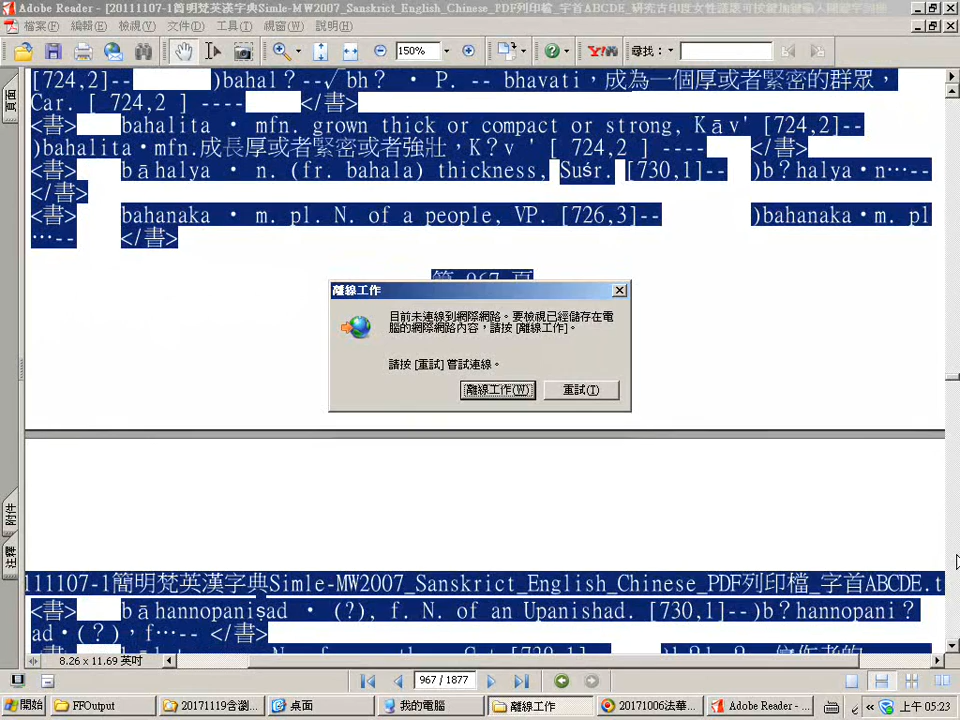 Adobe Reader - [20111107-1簡明梵英漢字典Simle-MW2007_Sanskrict_English_Chinese_PDF列印檔_字首ABCDE_研究古印度女性
檔案(F) 編輯(E) 檢視(V) 文件(D) 工具(T) 視窗(W) 說明(H)
150% Y! 尋找：
頁面
[724,2]-- )bahal？--√bh？ · P. -- bhavati，成為一個厚或者緊密的群眾，
Car. [ 724,2 ] ---- </書>
<書> bahalita · mfn. grown thick or compact or strong, Kāv' [724,2]--
)bahalita·mfn.成長厚或者緊密或者強壯，K？v ' [ 724,2 ] ---- </書>
<書> bāhalya · n. (fr. bahala) thickness, Suśr. [730,1]-- )b？halya·n…--
</書>
<書> bahanaka · m. pl. N. of a people, VP. [726,3]-- )bahanaka·m. pl
…-- </書>
第 967 頁
離線工作
目前未連線到網際網路。要檢視已經儲存在電
腦的網際網路內容，請按 [離線工作]。
請按 [重試] 嘗試連線。
離線工作(W) 重試(T)
附件
注釋
111107-1簡明梵英漢字典Simle-MW2007_Sanskrict_English_Chinese_PDF列印檔_字首ABCDE.t
<書> bāhannopaniṣad · (?), f. N. of an Upanishad. [730,1]--)b？hannopani？
ad·(？)，f…-- </書>
8.26 x 11.69 英吋
967 / 1877
開始 FFOutput 20171119含瀏... 桌面 我的電腦 離線工作 20171006法華... Adobe Reader - ... 上午 05:23